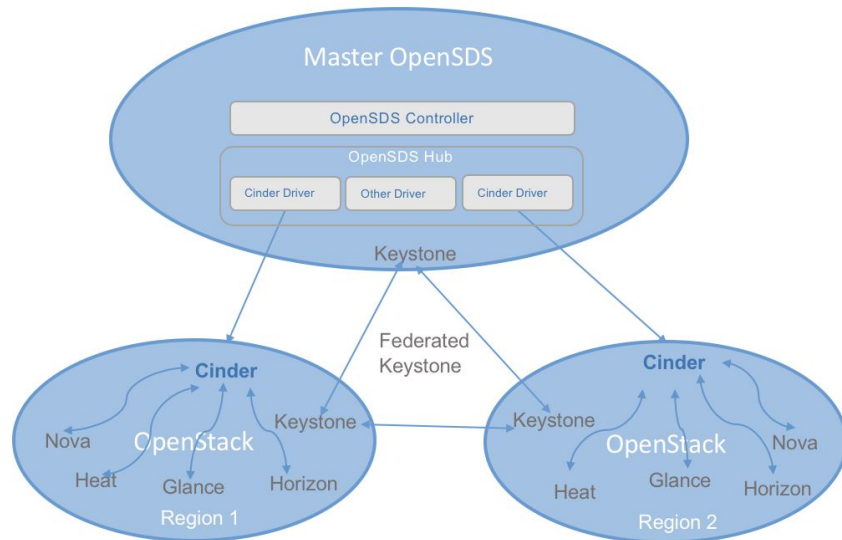 Master OpenSDS
OpenSDS Controller
OpenSDS Hub
Cinder Driver
Other Driver
Cinder Driver
Keystone
Federated
Keystone
Cinder
Keystone
Nova
OpenStack
Heat
Glance
Horizon
Region 1
Cinder
Keystone
OpenStack
Nova
Heat
Glance
Horizon
Region 2